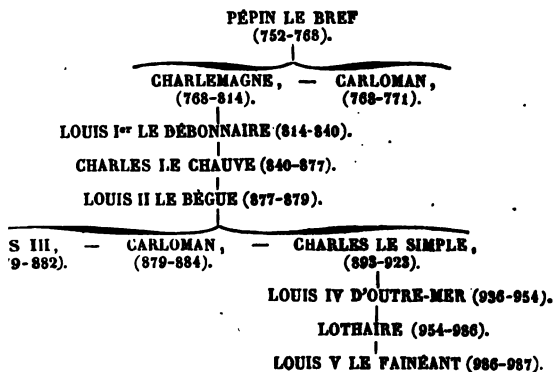 PÉPIN LE BREF
(752-768).
CHARLEMAGNE, — CARLOMAN,
(768-814). (768-771).
LOUIS Ier LE DÉBONNAIRE (814-840).
CHARLES LE CHAUVE (840-877).
LOUIS II LE BÈGUE (877-879).
S III, — CARLOMAN, — CHARLES LE SIMPLE,
9-882). (879-884). (893-923).
LOUIS IV D'OUTRE-MER (936-954).
LOTHAIRE (954-986).
LOUIS V LE FAINÉANT (986-987).